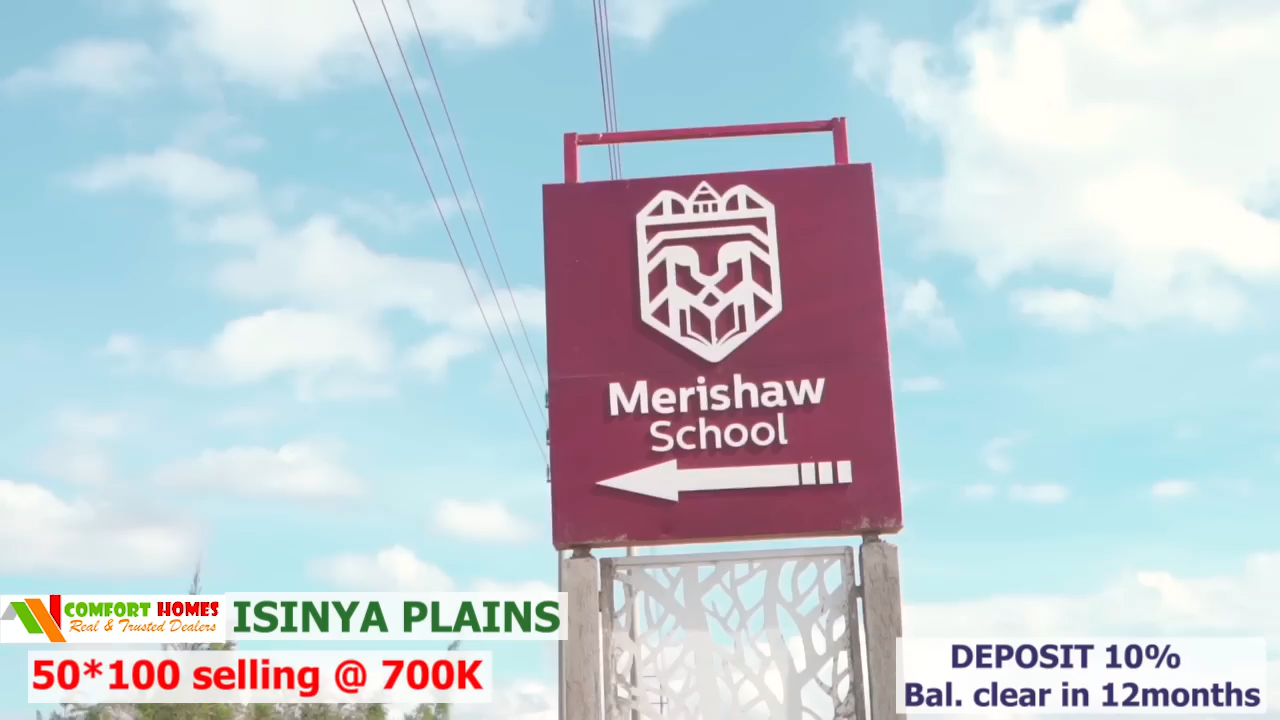 Merishaw
School
COMFORT HOMES
Real & Trusted Dealers
ISINYA PLAINS
50*100 selling @ 700K
DEPOSIT 10%
Bal. clear in 12months